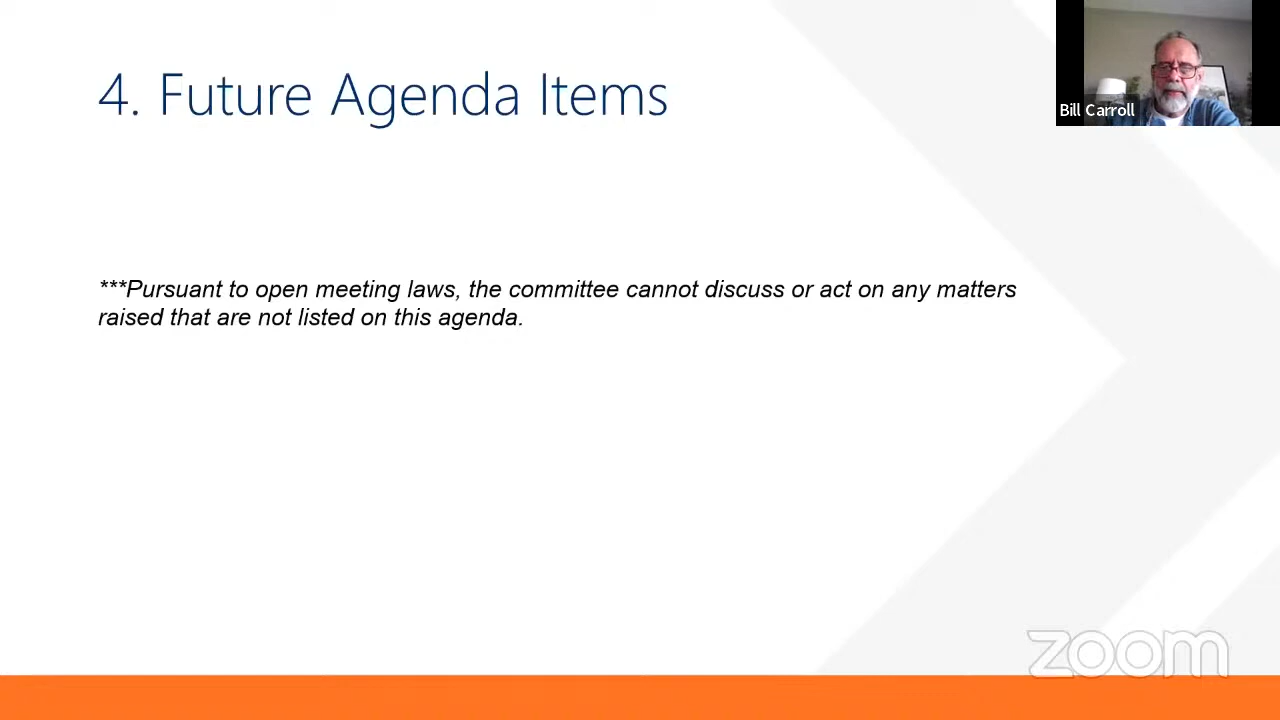 4. Future Agenda Items
Bill Carroll
***Pursuant to open meeting laws, the committee cannot discuss or act on any matters
raised that are not listed on this agenda.
zoom